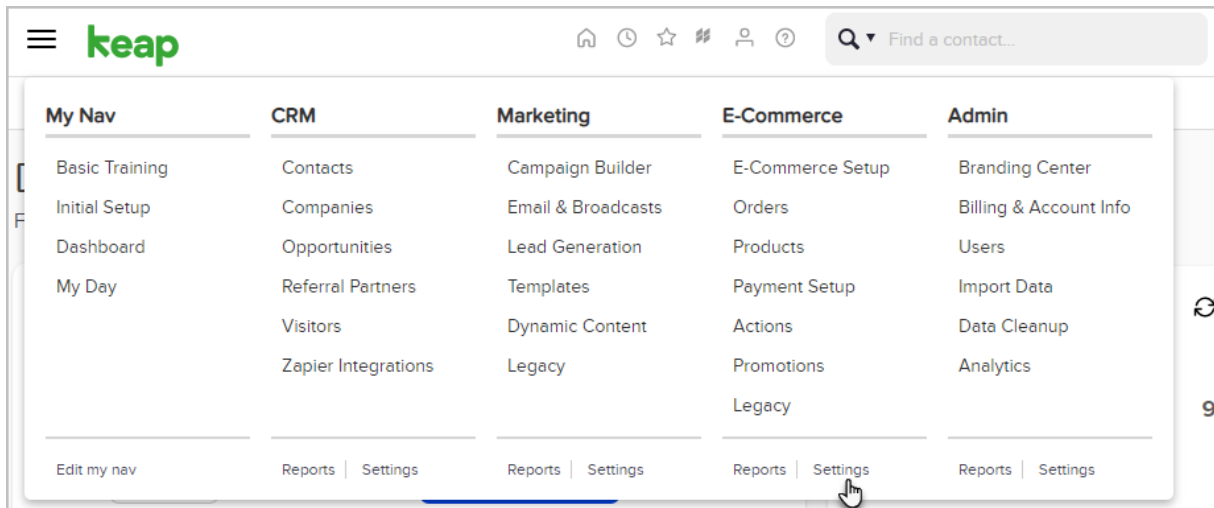 keap
Find a contact...
My Nav
Basic Training
Initial Setup
Dashboard
My Day
Edit my nav
CRM
Contacts
Companies
Opportunities
Referral Partners
Visitors
Zapier Integrations
Reports | Settings
Marketing
Campaign Builder
Email & Broadcasts
Lead Generation
Templates
Dynamic Content
Legacy
Reports | Settings
E-Commerce
E-Commerce Setup
Orders
Products
Payment Setup
Actions
Promotions
Legacy
Reports | Settings
Admin
Branding Center
Billing & Account Info
Users
Import Data
Data Cleanup
Analytics
Reports | Settings
9